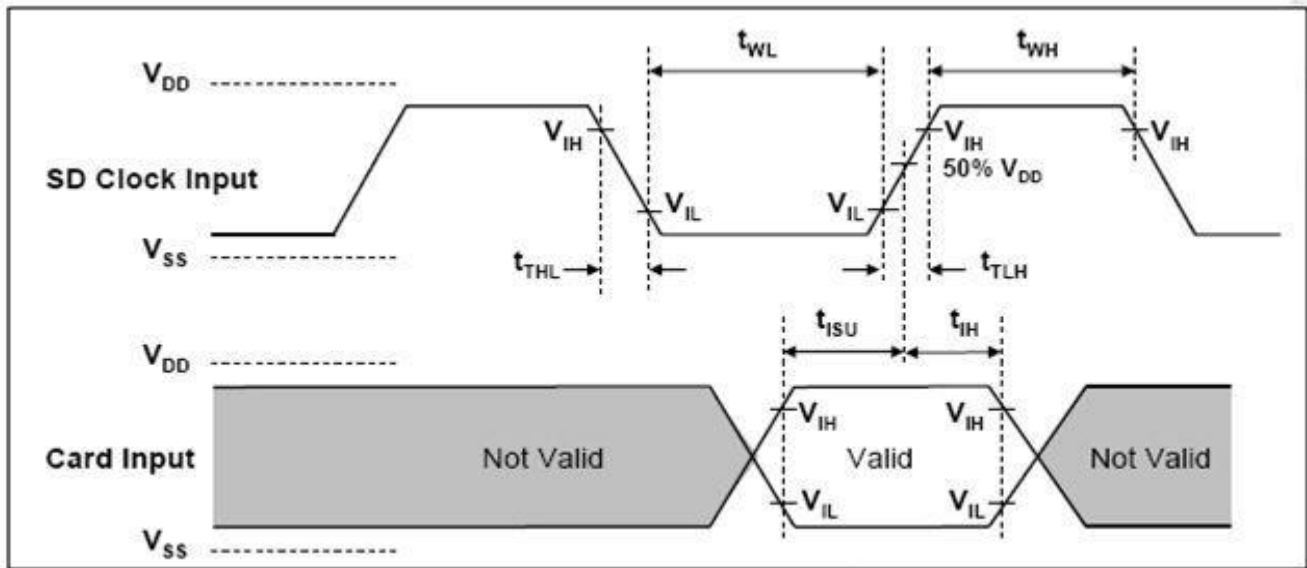 tWL
tWH
VDD
VIH
VIH
VIH
50% VDD
SD Clock Input
VIL
VIL
VSS
tTHL
tTLH
tISU
tIH
VDD
VIH
VIH
Card Input
Not Valid
Valid
Not Valid
VIL
VIL
VSS